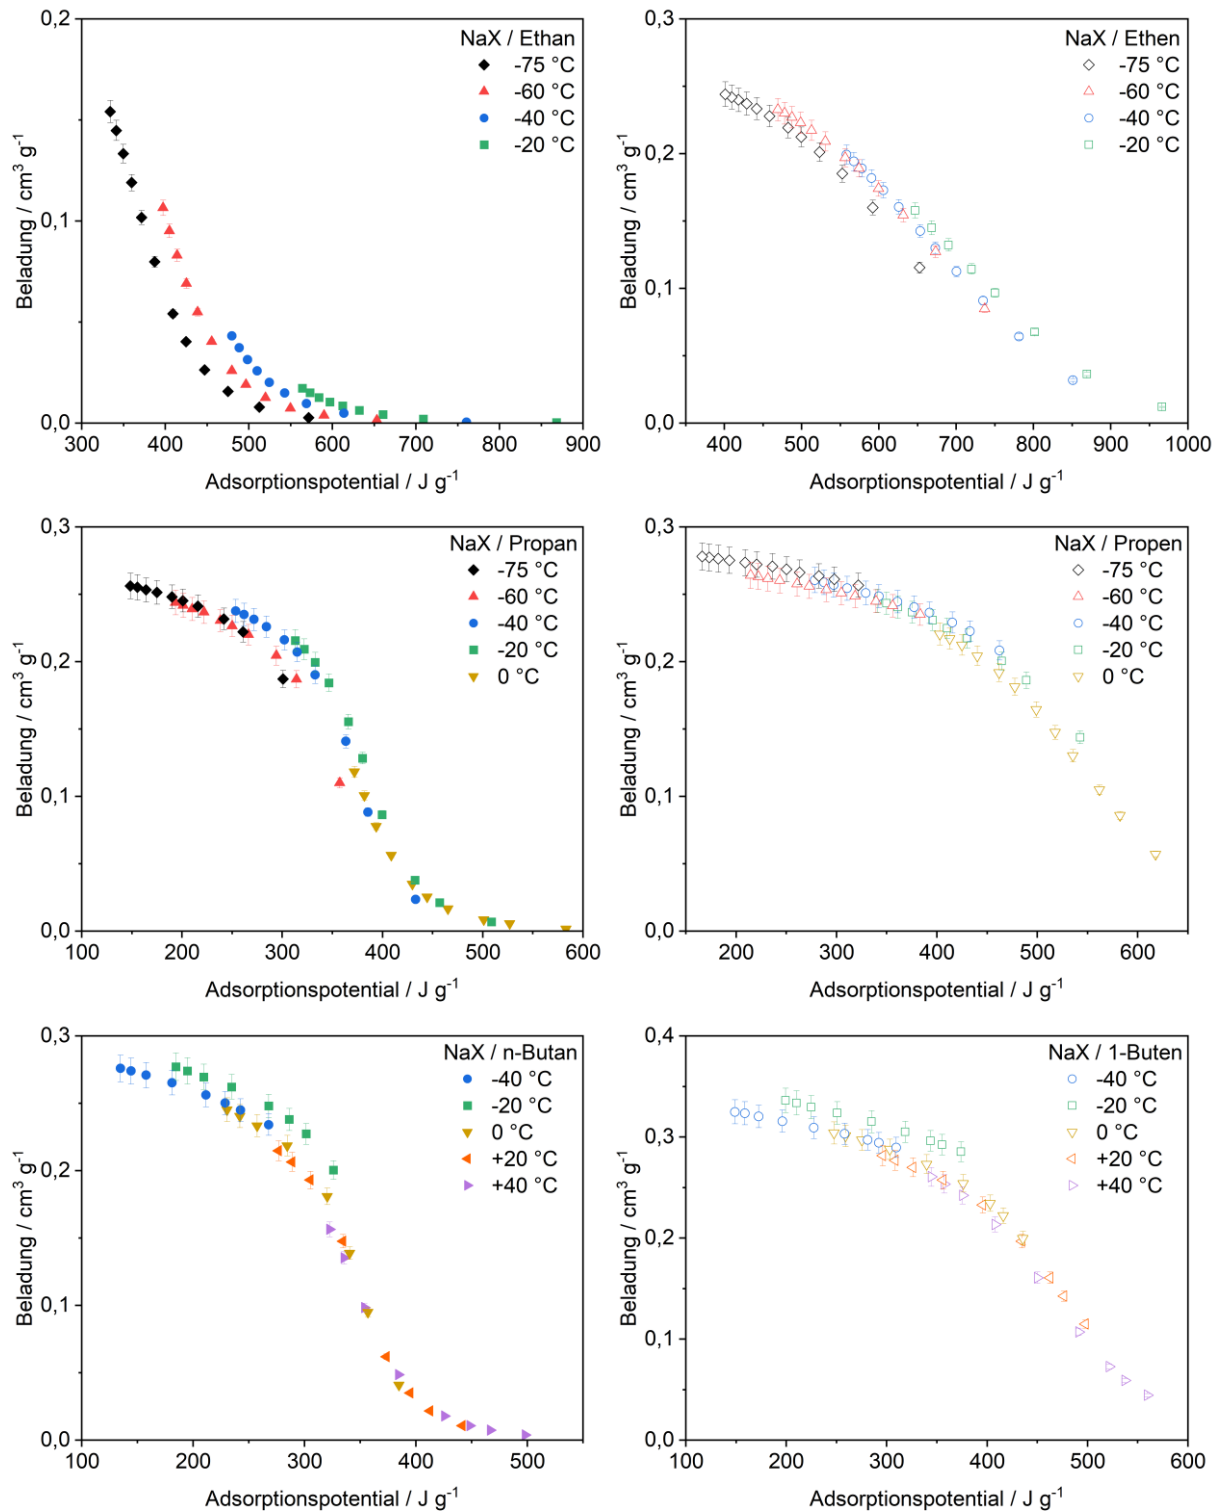 NaX / Ethan
-75 °C
-60 °C
-40 °C
-20 °C
0,2
0,1
0,0
300 400 500 600 700 800 900
Beladung / cm³ g⁻¹
Adsorptionspotential / J g⁻¹
NaX / Ethen
-75 °C
-60 °C
-40 °C
-20 °C
0,3
0,2
0,1
0,0
400 500 600 700 800 900 1000
Beladung / cm³ g⁻¹
Adsorptionspotential / J g⁻¹
NaX / Propan
-75 °C
-60 °C
-40 °C
-20 °C
0 °C
0,3
0,2
0,1
0,0
100 200 300 400 500 600
Beladung / cm³ g⁻¹
Adsorptionspotential / J g⁻¹
NaX / Propen
-75 °C
-60 °C
-40 °C
-20 °C
0 °C
0,3
0,2
0,1
0,0
200 300 400 500 600
Beladung / cm³ g⁻¹
Adsorptionspotential / J g⁻¹
NaX / n-Butan
-40 °C
-20 °C
0 °C
+20 °C
+40 °C
0,3
0,2
0,1
0,0
100 200 300 400 500
Beladung / cm³ g⁻¹
Adsorptionspotential / J g⁻¹
NaX / 1-Buten
-40 °C
-20 °C
0 °C
+20 °C
+40 °C
0,4
0,3
0,2
0,1
0,0
100 200 300 400 500 600
Beladung / cm³ g⁻¹
Adsorptionspotential / J g⁻¹